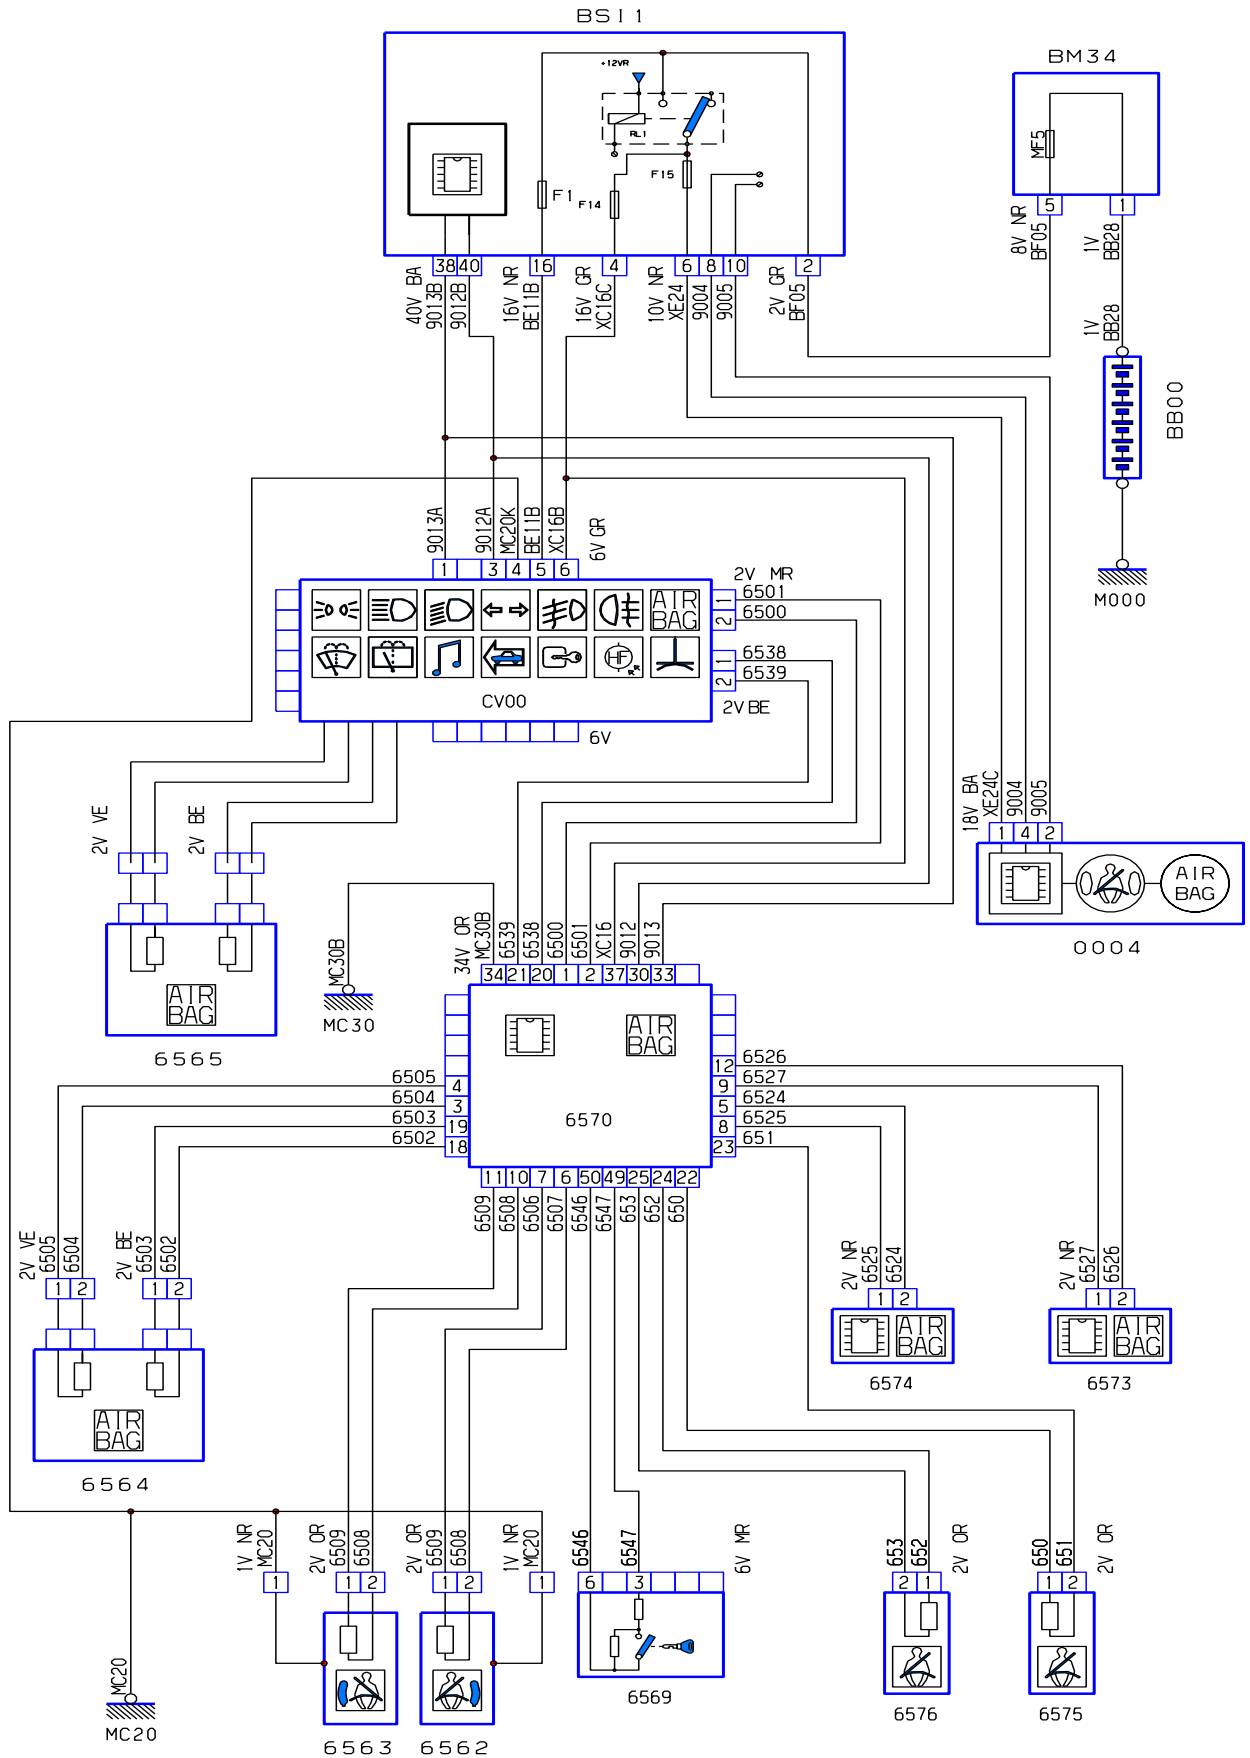 BSI1
BM34
+12VR
RL1
F1
F14
F15
MF5
38
40
16
4
6
8
10
2
5
1
40V BA
9013B
9012B
16V NR
BE11B
16V GR
XC16C
10V NR
XE24
9004
9005
2V GR
BF05
8V NR
BF05
1V
BB28
1V
BB28
BB00
M000
9013A
9012A
MC20K
BE11B
XC16B
6V GR
1
3
4
5
6
AIR
BAG
HF
CV00
6V
2V MR
1
6501
2
6500
1
6538
2
6539
2V BE
2V VE
2V BE
AIR
BAG
6565
18V BA
XE24C
9004
9005
1
4
2
AIR
BAG
0004
MC30B
MC30
34V OR
MC30B
6539
6538
6500
6501
XC16
9012
9013
34
21
20
1
2
37
30
33
AIR
BAG
6570
6505
4
6504
3
6503
19
6502
18
12
6526
9
6527
5
6524
8
6525
23
651
11
10
7
6
50
49
25
24
22
6509
6508
6506
6507
6546
6547
653
652
650
2V VE
6505
6504
2V BE
6503
6502
1
2
1
2
AIR
BAG
6564
2V NR
6525
6524
1
2
AIR
BAG
6574
2V NR
6527
6526
1
2
AIR
BAG
6573
MC20
MC20
1V NR
MC20
1
2V OR
6509
6508
1
2
6563
2V OR
6509
6508
1
2
6562
1V NR
MC20
1
6546
6547
6V MR
6
3
6569
653
652
2V OR
2
1
6576
650
651
2V OR
1
2
6575